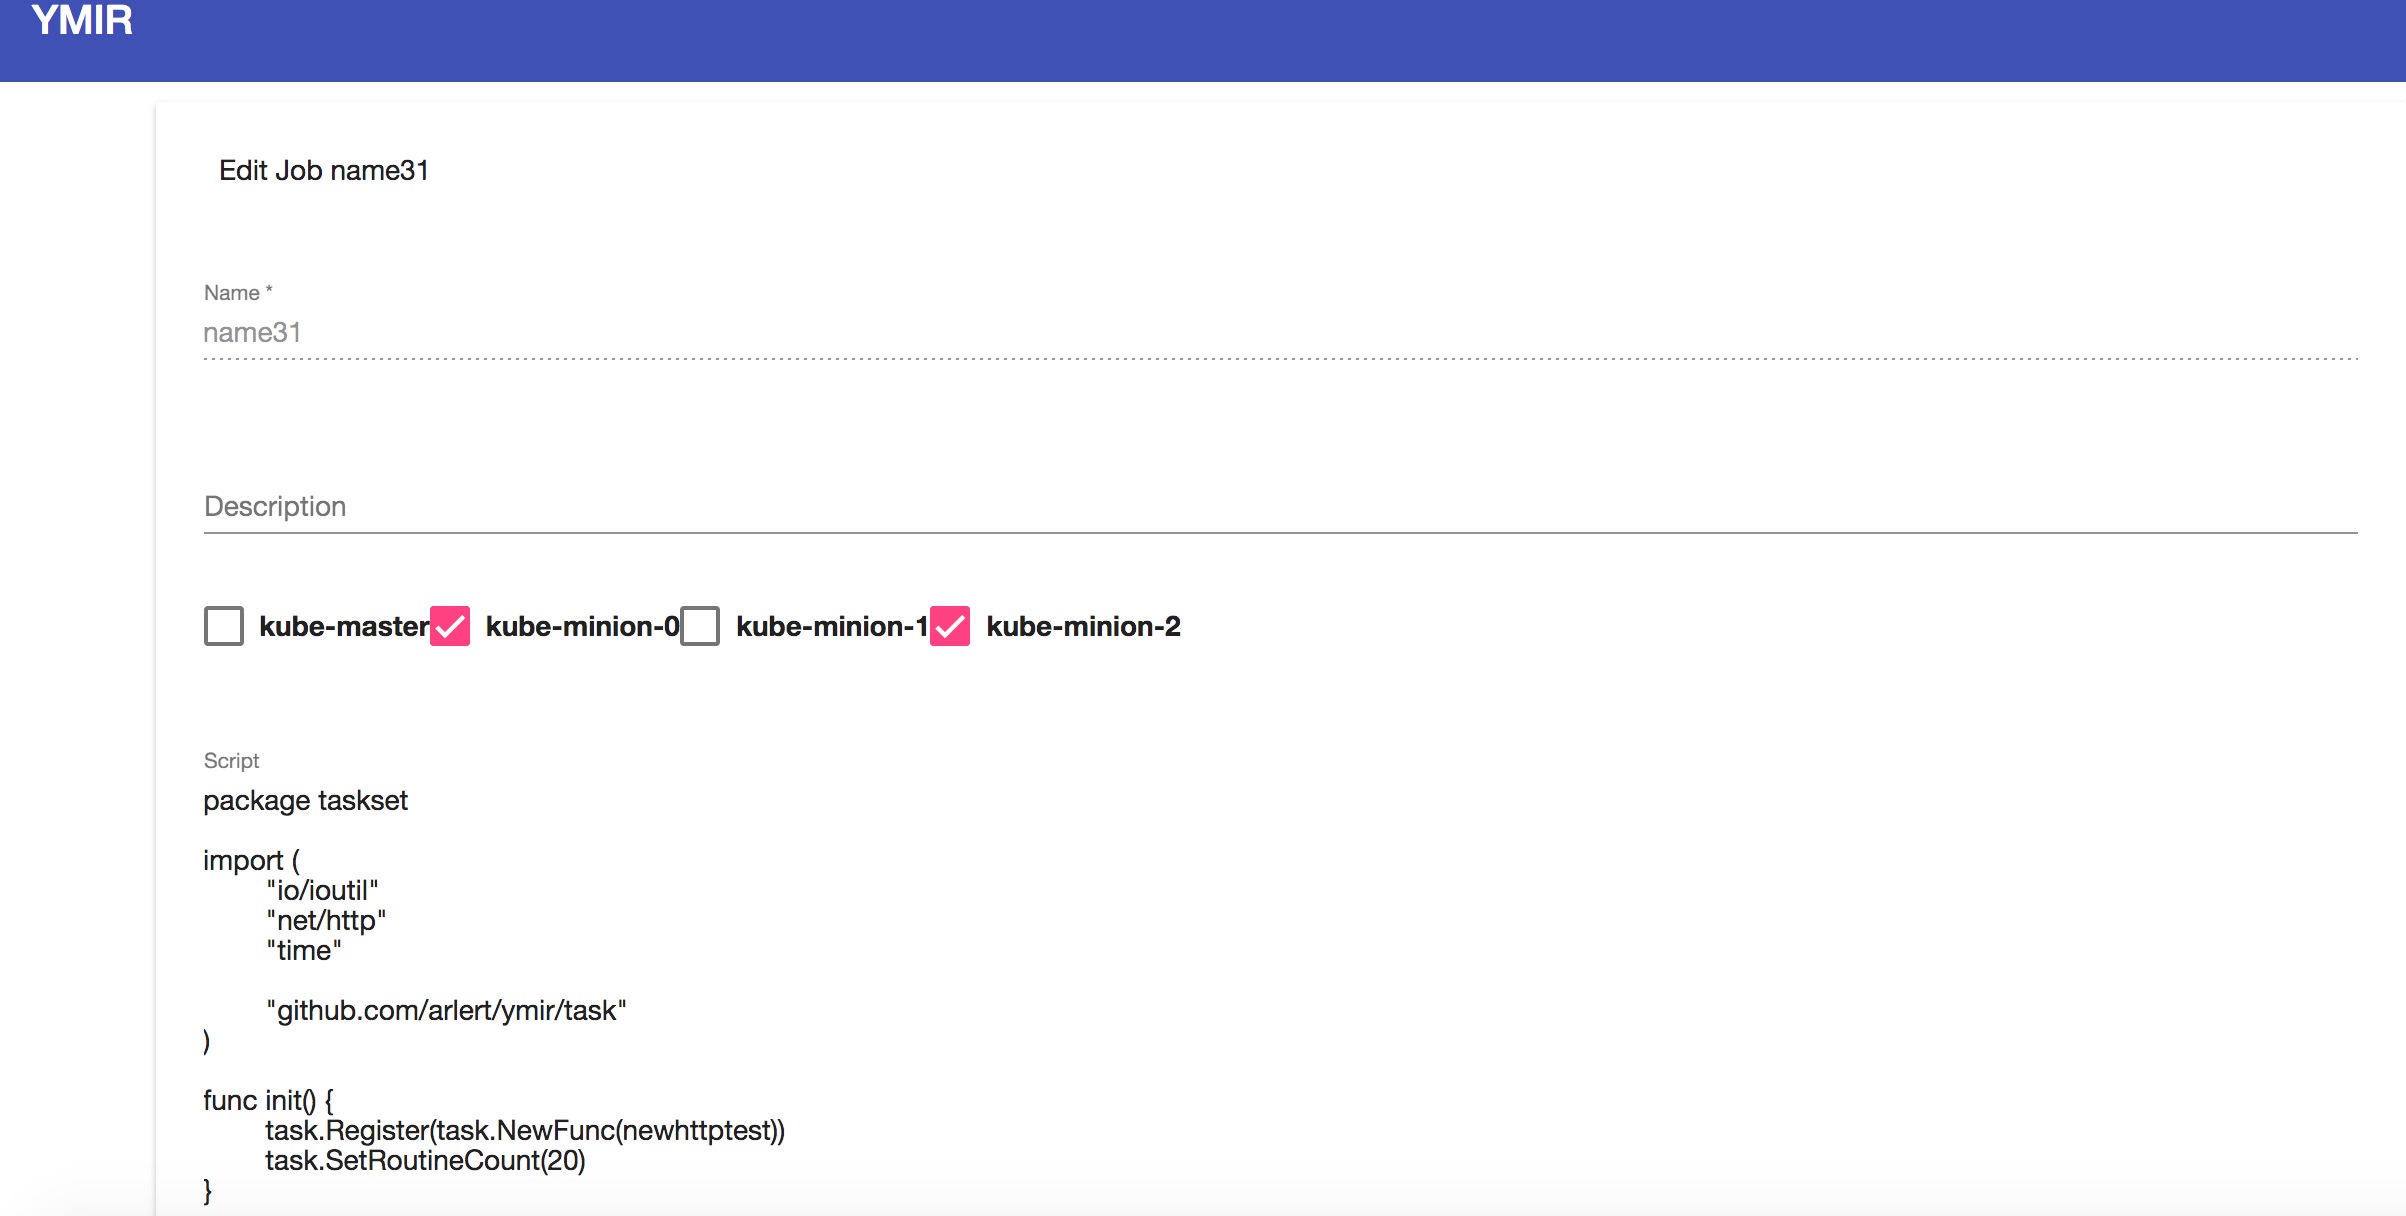 YMIR
Edit Job name31
Name *
name31
Description
kube-master kube-minion-0 kube-minion-1 kube-minion-2
Script
package taskset
import (
"io/ioutil"
"net/http"
"time"
"github.com/arlert/ymir/task"
)
func init() {
task.Register(task.NewFunc(newhttptest))
task.SetRoutineCount(20)
}